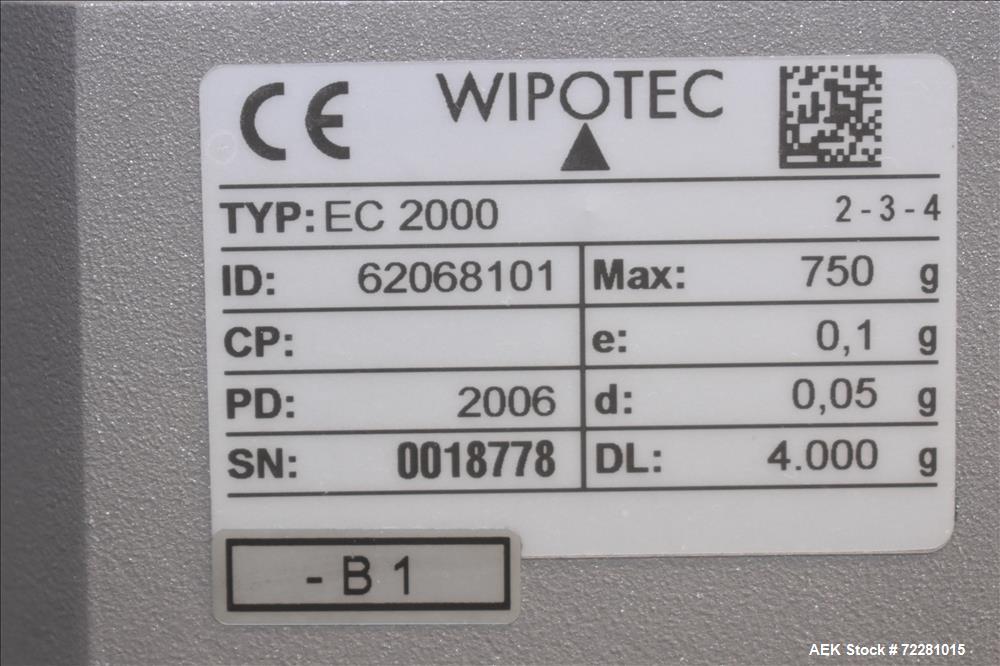 CE WIPOTEC
TYP: EC 2000 2-3-4
ID: 62068101 Max: 750 g
CP: e: 0,1 g
PD: 2006 d: 0,05 g
SN: 0018778 DL: 4.000 g
- B 1
AEK Stock # 72281015